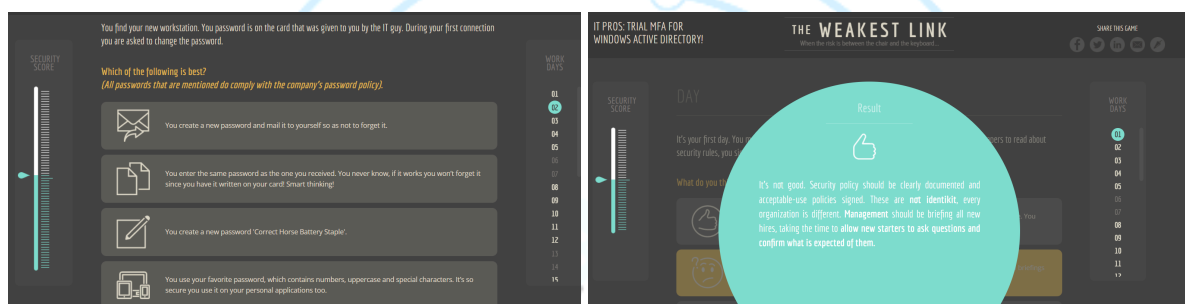 You find your new workstation. You password is on the card that was given to you by the IT guy. During your first connection
you are asked to change the password.
SECURITY
SCORE
WORK
DAYS
Which of the following is best?
(All passwords that are mentioned do comply with the company's password policy).
01
02
03
04
05
06
07
08
09
10
11
12
13
14
15
You create a new password and mail it to yourself so as not to forget it.
You enter the same password as the one you received. You never know, if it works you won't forget it
since you have it written on your card! Smart thinking!
You create a new password 'Correct Horse Battery Staple'.
You use your favorite password, which contains numbers, uppercase and special characters. It's so
secure you use it on your personal applications too.
IT PROS: TRIAL MFA FOR
WINDOWS ACTIVE DIRECTORY!
THE WEAKEST LINK
When the risk is between the chair and the keyboard...
SHARE THIS GAME
SECURITY
SCORE
DAY
WORK
DAYS
It's your first day. You
ners to read about
security rules, you
What do you th
You
Result
It's not good. Security policy should be clearly documented and
acceptable-use policies signed. These are not identikit, every
organization is different. Management should be briefing all new
hires, taking the time to allow new starters to ask questions and
confirm what is expected of them.
01
02
03
04
05
06
07
08
09
10
11
12